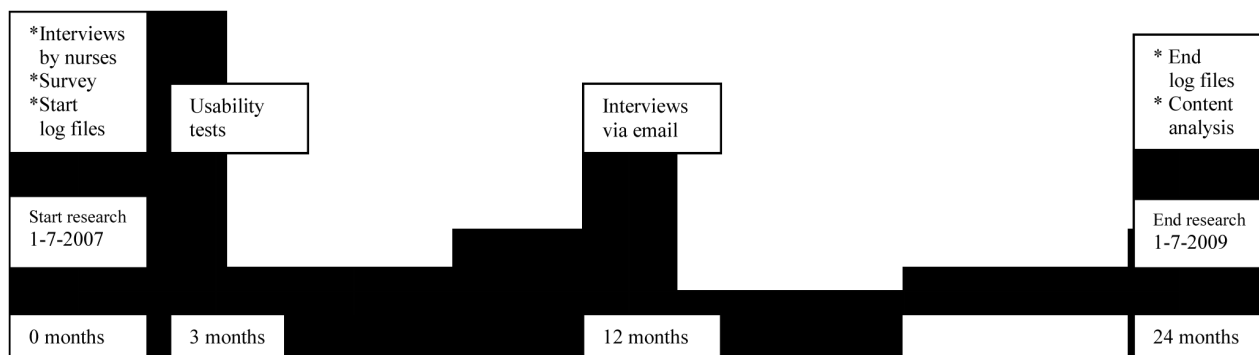 *Interviews
by nurses
*Survey
*Start
log files
Usability
tests
Interviews
via email
* End
log files
* Content
analysis
Start research
1-7-2007
End research
1-7-2009
0 months
3 months
12 months
24 months